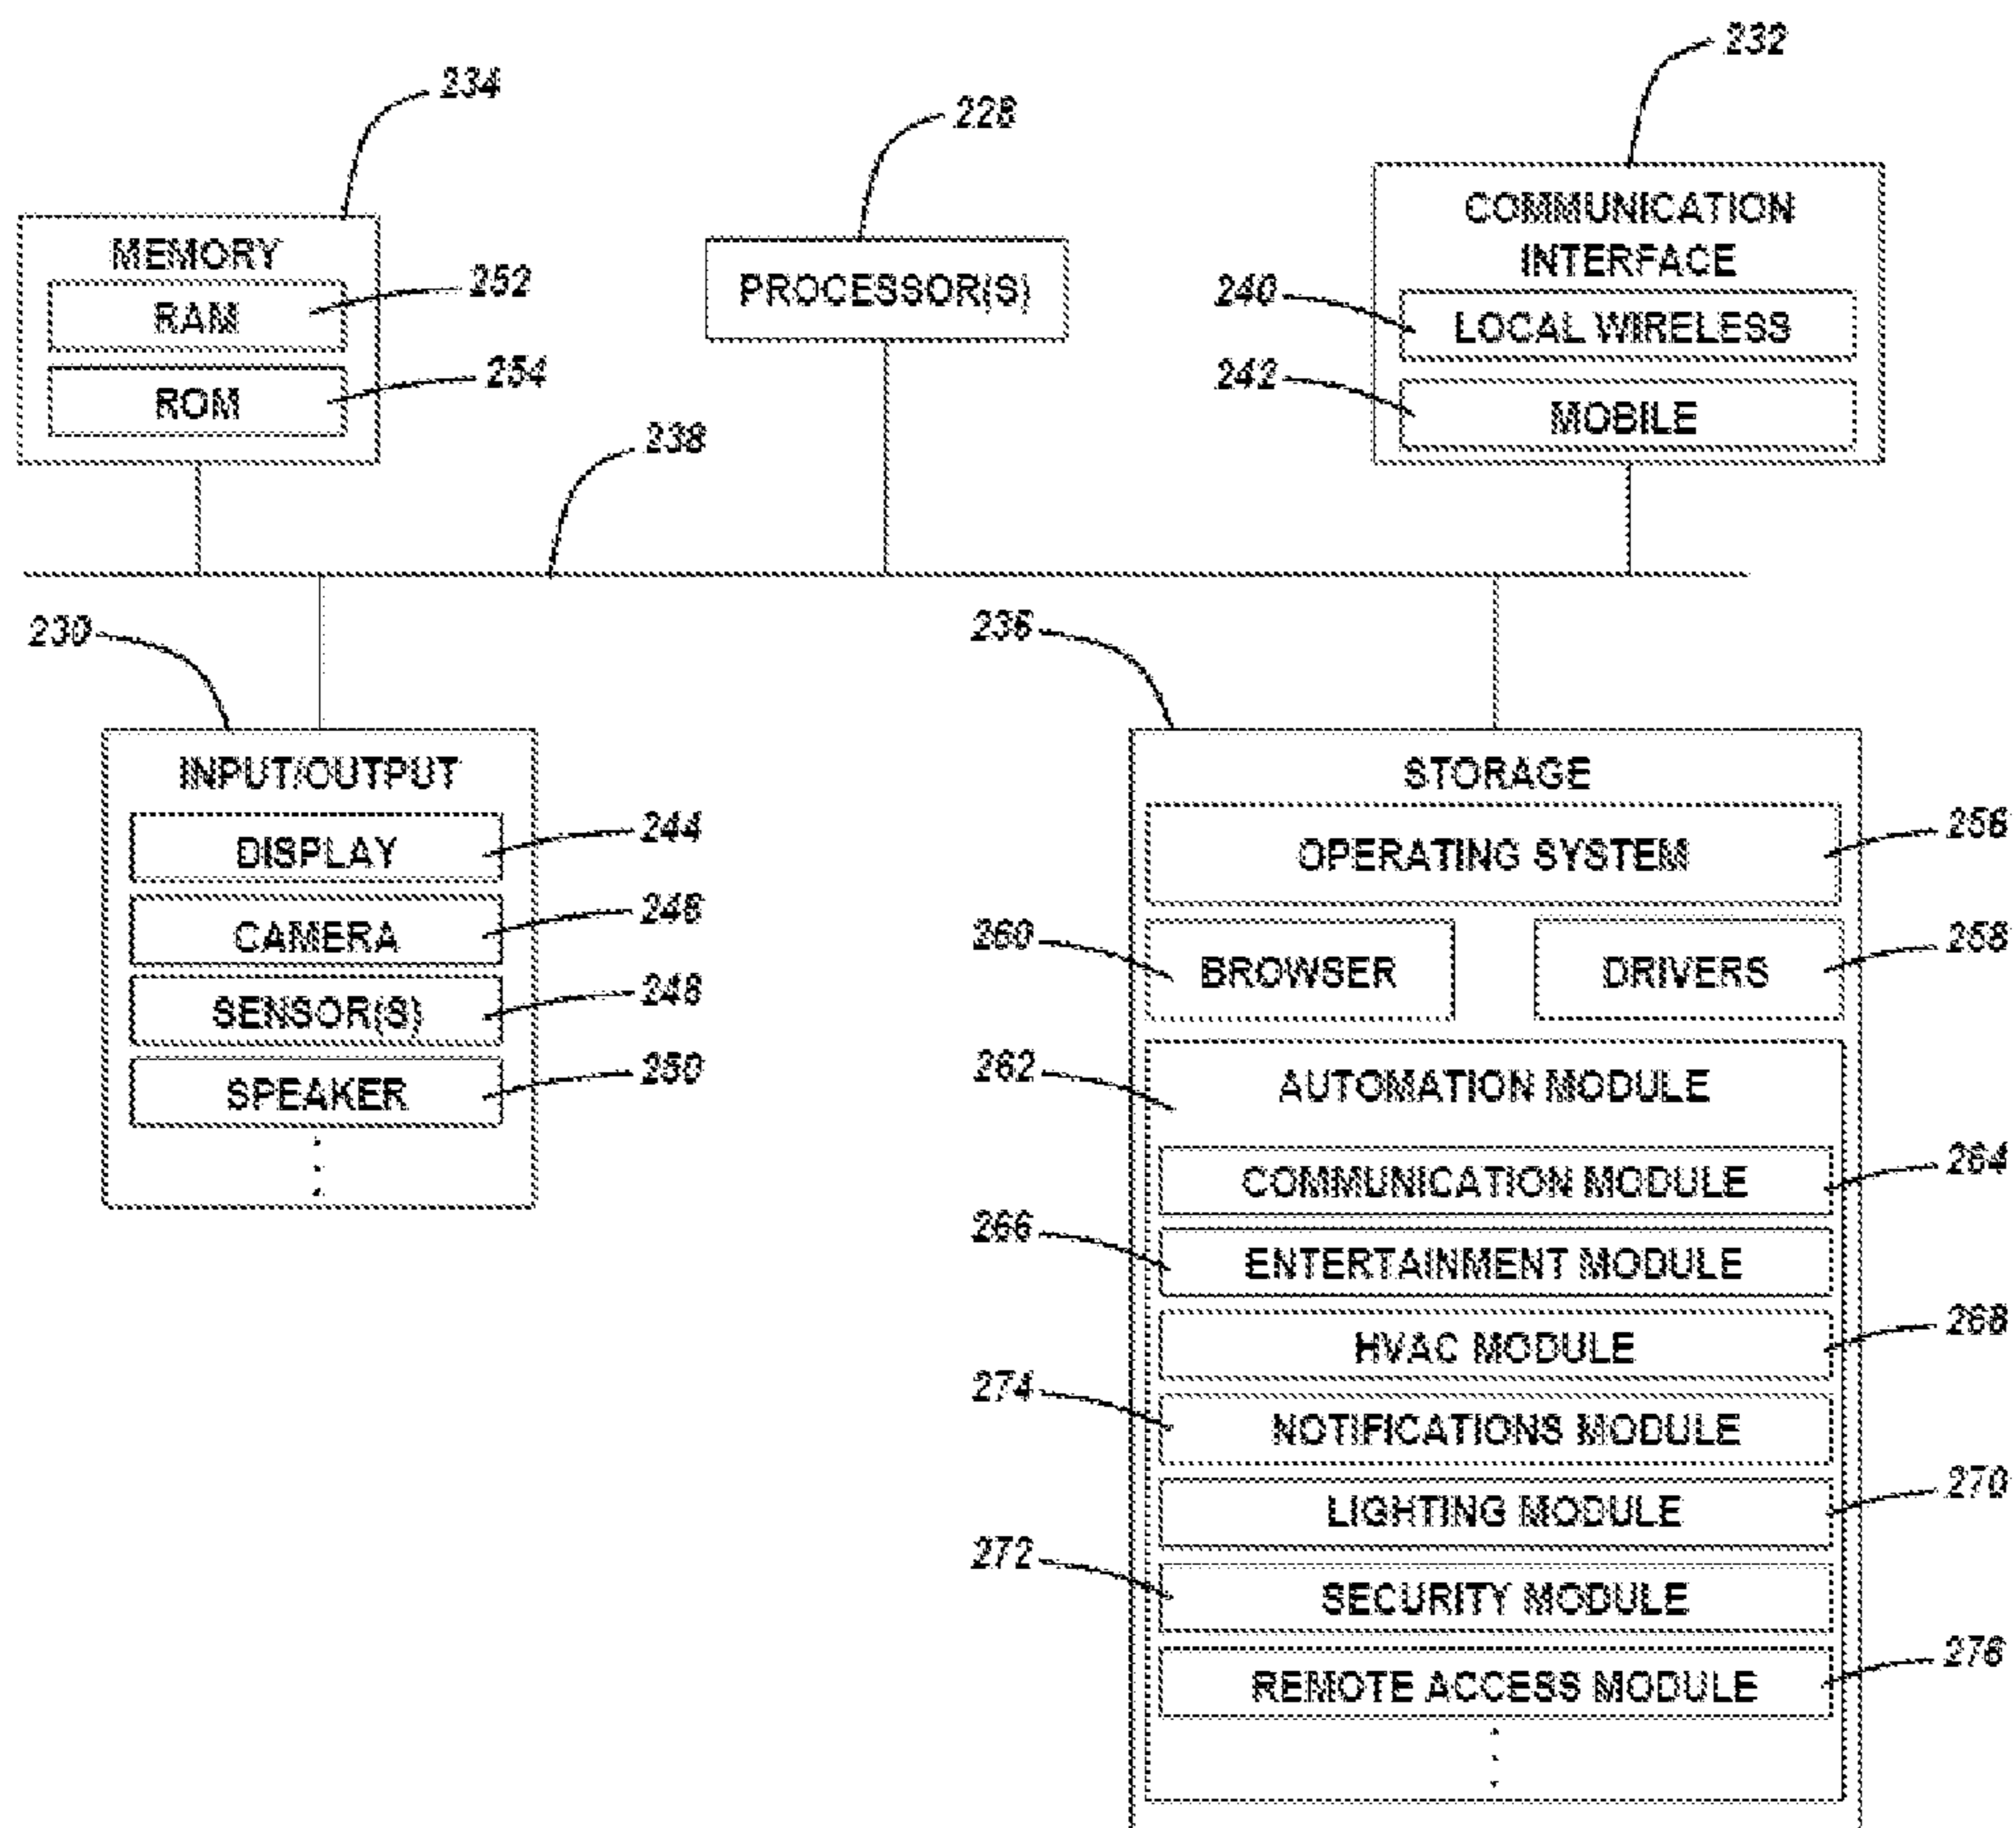 232
234
228
COMMUNICATION
INTERFACE
MEMORY
252
RAM
PROCESSOR(S)
240
LOCAL WIRELESS
254
ROM
242
MOBILE
238
230
236
INPUT/OUTPUT
STORAGE
DISPLAY
244
OPERATING SYSTEM
256
CAMERA
246
260
BROWSER
DRIVERS
258
SENSOR(S)
248
SPEAKER
250
262
AUTOMATION MODULE
COMMUNICATION MODULE
264
266
ENTERTAINMENT MODULE
HVAC MODULE
268
274
NOTIFICATIONS MODULE
LIGHTING MODULE
270
272
SECURITY MODULE
REMOTE ACCESS MODULE
276